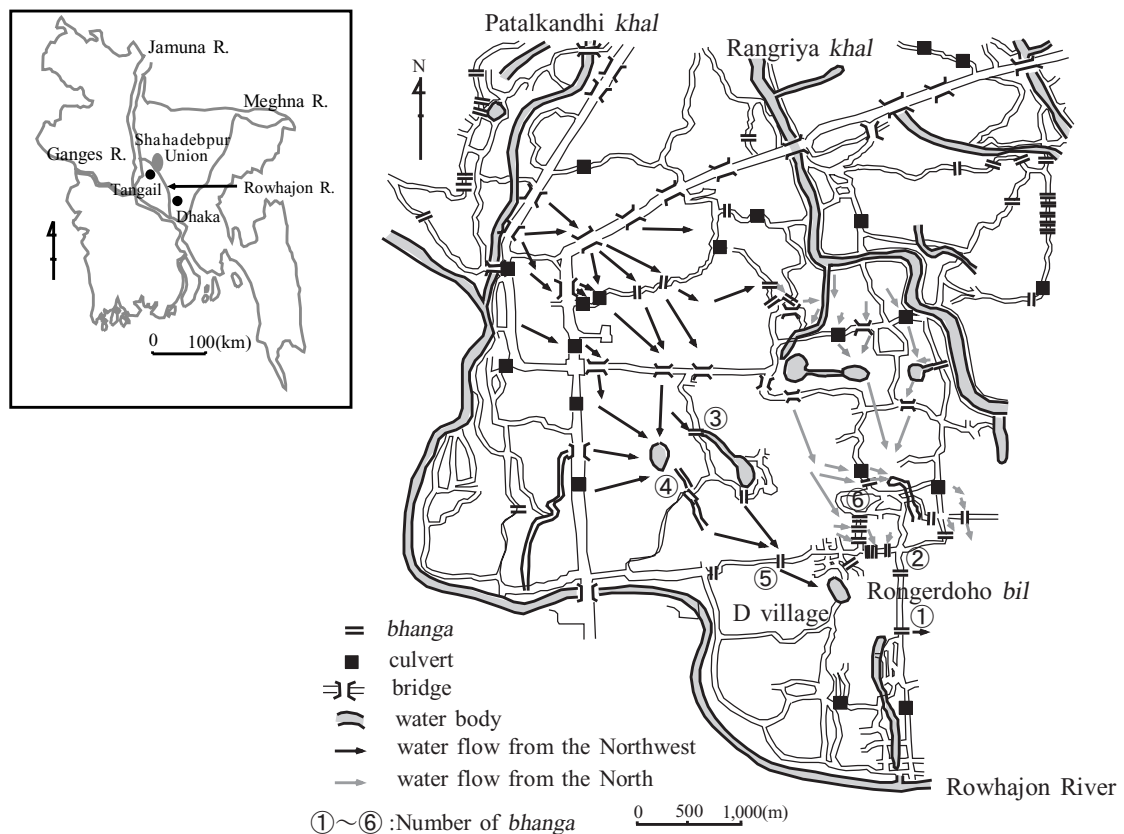 Jamuna R.
Meghna R.
Shahadebpur
Union
Ganges R.
Tangail
Rowhajon R.
Dhaka
0 100(km)
Patalkandhi khal
Rangriya khal
N
③
④
⑥
②
⑤
Rongerdoho bil
D village
①
bhanga
culvert
bridge
water body
water flow from the Northwest
water flow from the North
Rowhajon River
①～⑥ :Number of bhanga
0 500 1,000(m)